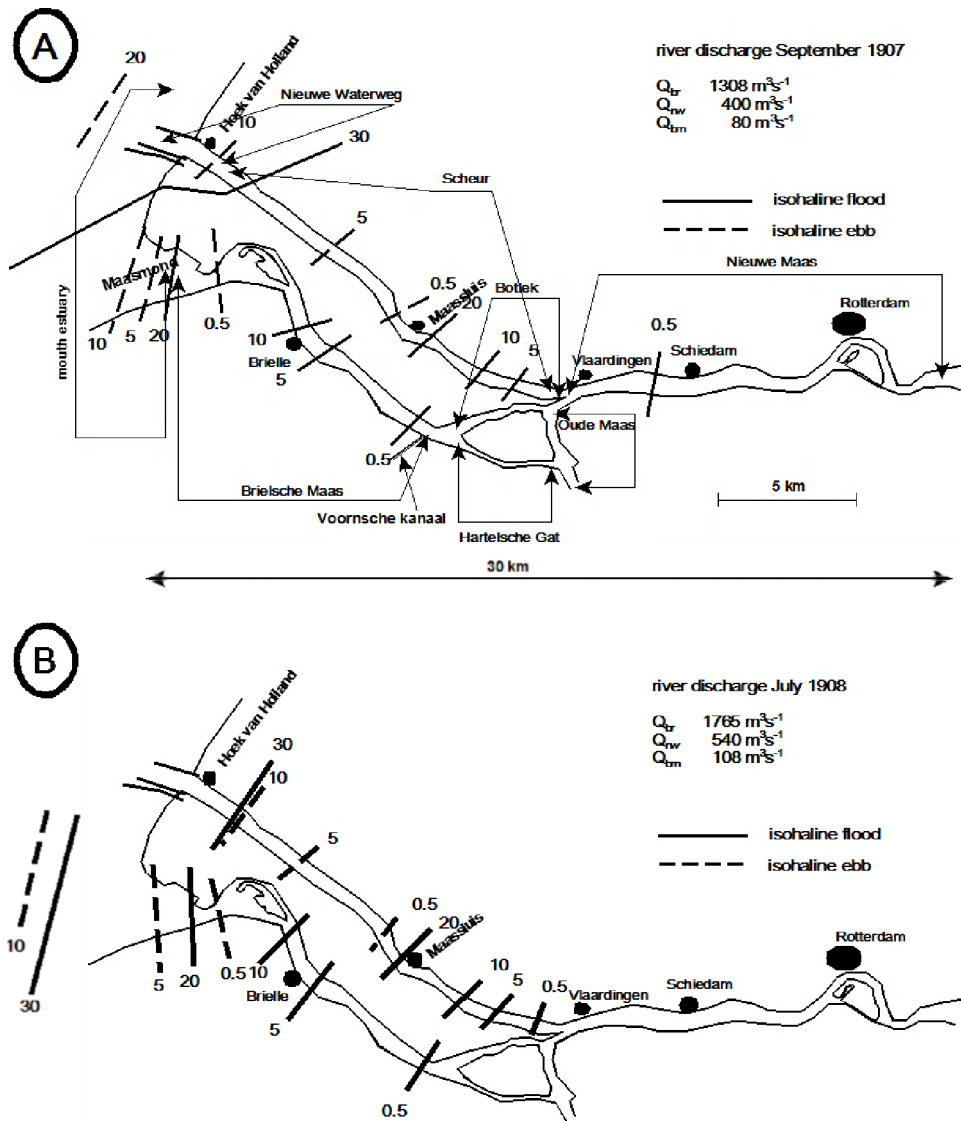 A
river discharge September 1907
Qbr 1308 m³s⁻¹
Qnw 400 m³s⁻¹
Qbm 80 m³s⁻¹
20
Hoek van Holland
Nieuwe Waterweg
10
30
Scheur
isohaline flood
isohaline ebb
5
Nieuwe Maas
mouth estuary
Maasmond
0.5
20
Botlek
Maassluis
Rotterdam
10
5
20
0.5
10
Brielle
5
10
5
Vlaardingen
0.5
Schiedam
0.5
Oude Maas
Brielsche Maas
Voornsche kanaal
Hartelsche Gat
5 km
30 km
B
river discharge July 1908
Qbr 1765 m³s⁻¹
Qnw 540 m³s⁻¹
Qbm 108 m³s⁻¹
Hoek van Holland
30
10
isohaline flood
isohaline ebb
5
0.5
20
Maassluis
Rotterdam
10
30
5
20
0.5
10
Brielle
5
10
5
0.5
Vlaardingen
Schiedam
0.5